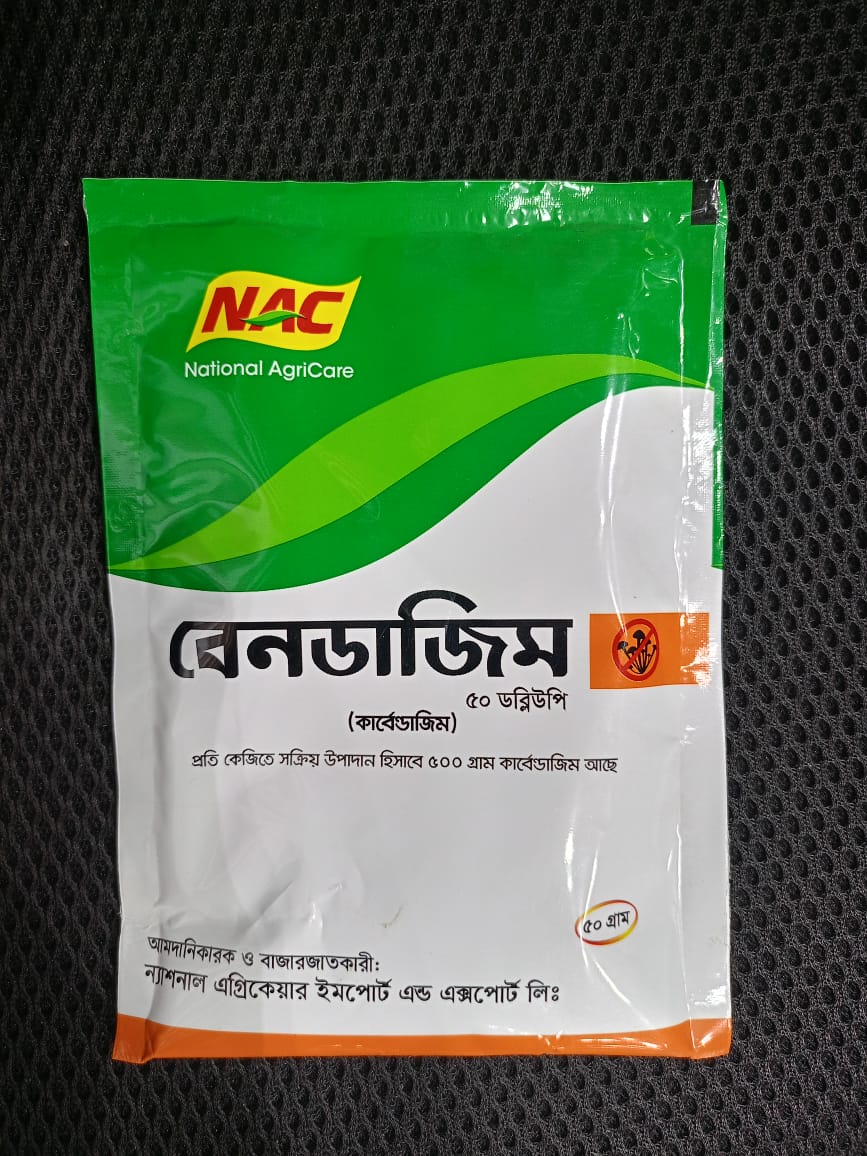 NAC
National AgriCare
বেনডাজিম
৫০ ডব্লিউপি
(কার্বেন্ডাজিম)
প্রতি কেজিতে সক্রিয় উপাদান হিসাবে ৫০০ গ্রাম কার্বেন্ডাজিম আছে
৫০ গ্রাম
আমদানিকারক ও বাজারজাতকারী:
ন্যাশনাল এগ্রিকেয়ার ইমপোর্ট এন্ড এক্সপোর্ট লিঃ